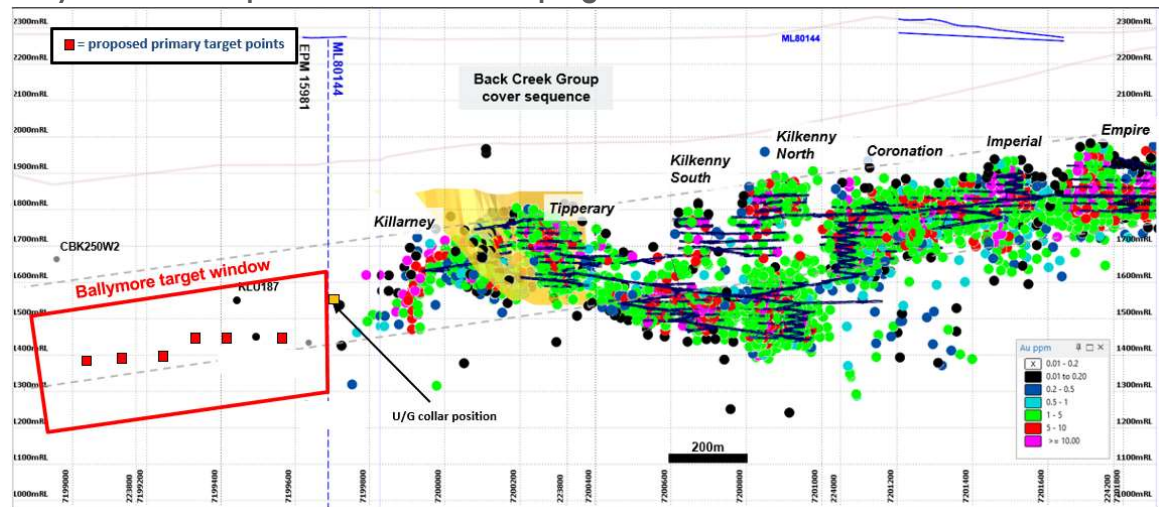 2300mRL
2300mRL
= proposed primary target points
ML80144
EPM 15981
ML80144
2200mRL
2200mRL
Back Creek Group
cover sequence
2100mRL
2100mRL
2000mRL
2000mRL
Kilkenny
North
Coronation
Imperial
Empire
1900mRL
1900mRL
Kilkenny
South
1800mRL
1800mRL
Killarney
Tipperary
CBK250W2
1700mRL
1700mRL
Ballymore target window
1600mRL
1600mRL
KLU187
1500mRL
1500mRL
1400mRL
1400mRL
Au ppm
X 0.01 - 0.2
0.01 to 0.20
0.2 - 0.5
0.5 - 1
1 - 5
5 - 10
>= 10.00
1300mRL
1300mRL
U/G collar position
1200mRL
1200mRL
200m
1100mRL
1100mRL
1000mRL
1000mRL
7199000
223800
7199200
7199400
7199600
7199800
7200000
7200200
223800
7200400
7200600
7200800
7201000
224000
7201200
7201400
7201600
224200
7201800